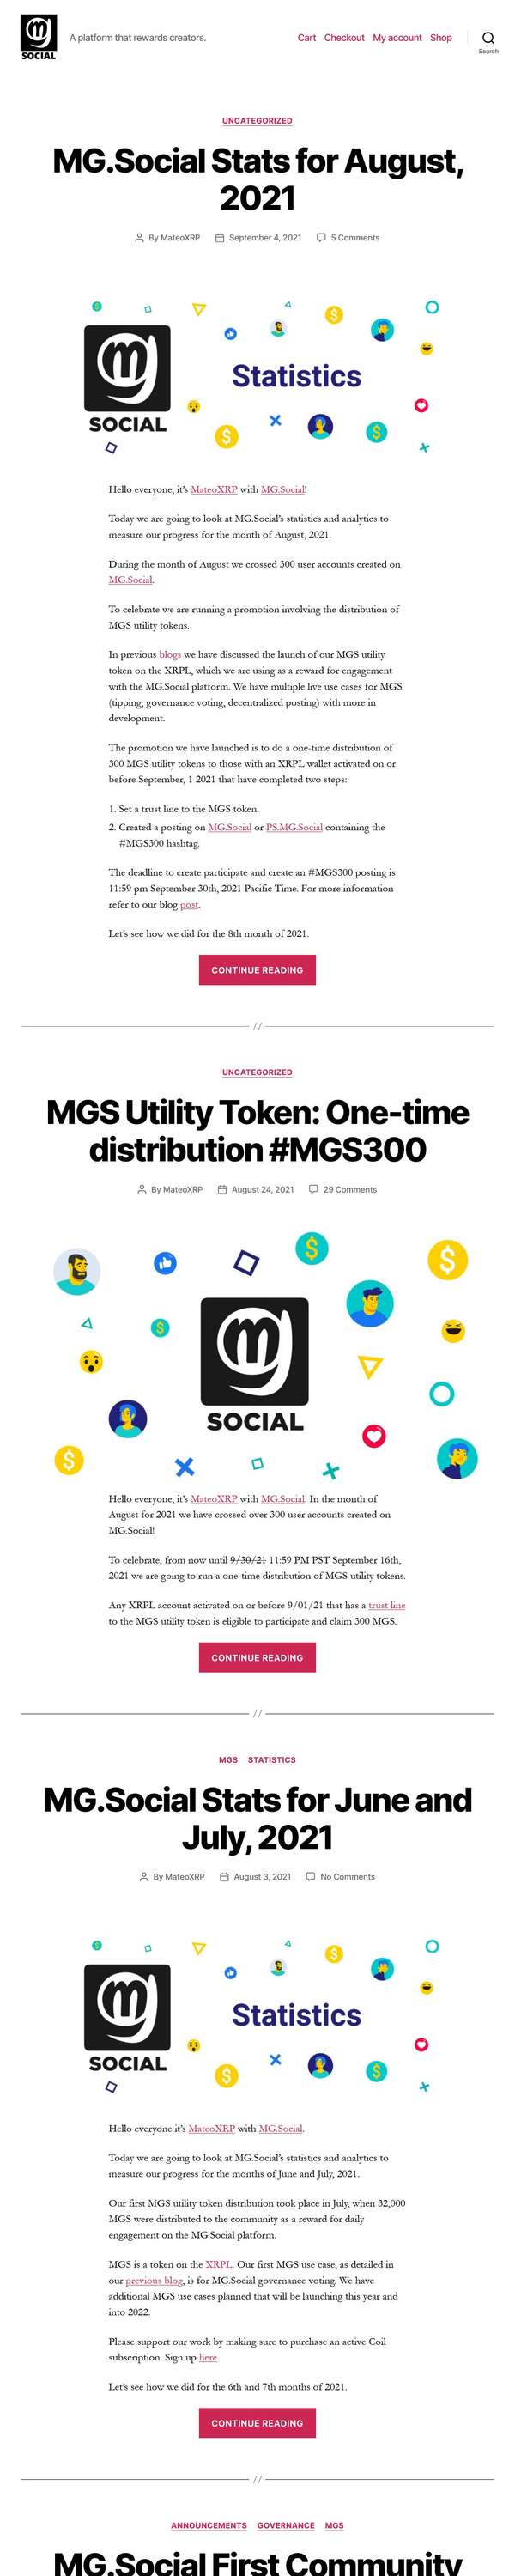 mg
SOCIAL
A platform that rewards creators.
Cart Checkout My account Shop
Search
UNCATEGORIZED
MG.Social Stats for August,
2021
By MateoXRP September 4, 2021 5 Comments
mg
SOCIAL
Statistics
Hello everyone, it's MateoXRP with MG.Social!
Today we are going to look at MG.Social's statistics and analytics to
measure our progress for the month of August, 2021.
During the month of August we crossed 300 user accounts created on
MG.Social.
To celebrate we are running a promotion involving the distribution of
MGS utility tokens.
In previous blogs we have discussed the launch of our MGS utility
token on the XRPL, which we are using as a reward for engagement
with the MG.Social platform. We have multiple live use cases for MGS
(tipping, governance voting, decentralized posting) with more in
development.
The promotion we have launched is to do a one-time distribution of
300 MGS utility tokens to those with an XRPL wallet activated on or
before September, 1 2021 that have completed two steps:
1. Set a trust line to the MGS token.
2. Created a posting on MG.Social or PS.MG.Social containing the
#MGS300 hashtag.
The deadline to create participate and create an #MGS300 posting is
11:59 pm September 30th, 2021 Pacific Time. For more information
refer to our blog post.
Let's see how we did for the 8th month of 2021.
CONTINUE READING
//
UNCATEGORIZED
MGS Utility Token: One-time
distribution #MGS300
By MateoXRP August 24, 2021 29 Comments
mg
SOCIAL
Hello everyone, it's MateoXRP with MG.Social. In the month of
August for 2021 we have crossed over 300 user accounts created on
MG.Social!
To celebrate, from now until 9/30/21 11:59 PM PST September 16th,
2021 we are going to run a one-time distribution of MGS utility tokens.
Any XRPL account activated on or before 9/01/21 that has a trust line
to the MGS utility token is eligible to participate and claim 300 MGS.
CONTINUE READING
//
MGS STATISTICS
MG.Social Stats for June and
July, 2021
By MateoXRP August 3, 2021 No Comments
mg
SOCIAL
Statistics
Hello everyone it's MateoXRP with MG.Social.
Today we are going to look at MG.Social's statistics and analytics to
measure our progress for the months of June and July, 2021.
Our first MGS utility token distribution took place in July, when 32,000
MGS were distributed to the community as a reward for daily
engagement on the MG.Social platform.
MGS is a token on the XRPL. Our first MGS use case, as detailed in
our previous blog, is for MG.Social governance voting. We have
additional MGS use cases planned that will be launching this year and
into 2022.
Please support our work by making sure to purchase an active Coil
subscription. Sign up here.
Let's see how we did for the 6th and 7th months of 2021.
CONTINUE READING
//
ANNOUNCEMENTS GOVERNANCE MGS
MG.Social First Community